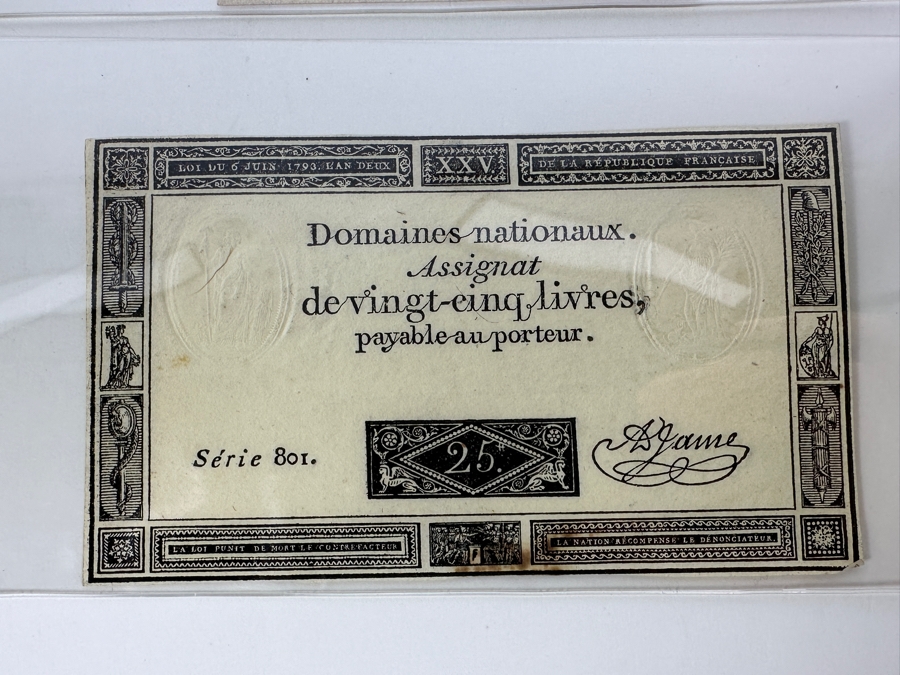 LOI DU 6 JUIN 1793. L'AN DEUX
XXV
DE LA RÉPUBLIQUE FRANÇAISE
Domaines nationaux.
Assignat
de vingt-cinq livres,
payable au porteur.
Série 801.
25.
A Jame
LA LOI PUNIT DE MORT LE CONTREFACTEUR
LA NATION RÉCOMPENSE LE DÉNONCIATEUR.